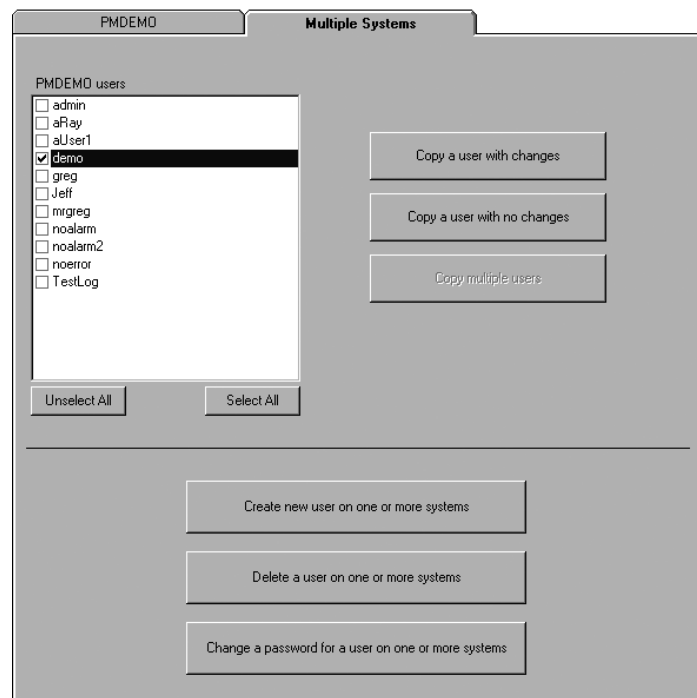 PMDEMO
Multiple Systems
PMDEMO users
admin
aRay
aUser1
demo
greg
Jeff
mrgreg
noalarm
noalarm2
noerror
TestLog
Copy a user with changes
Copy a user with no changes
Copy multiple users
Unselect All
Select All
Create new user on one or more systems
Delete a user on one or more systems
Change a password for a user on one or more systems